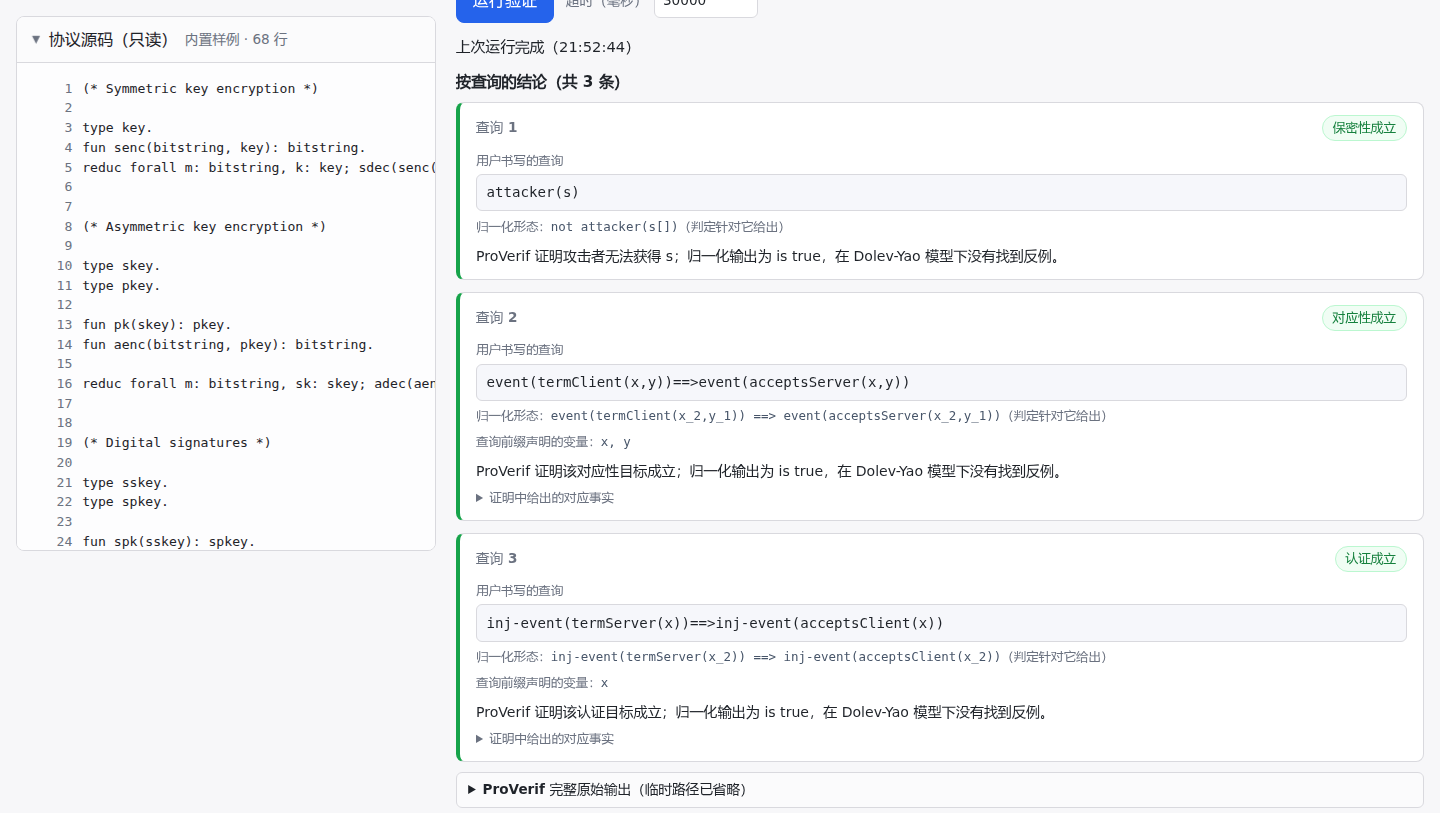 运行验证 超时（毫秒） 30000
▼ 协议源码（只读） 内置样例 · 68 行
1 (* Symmetric key encryption *)
2
3 type key.
4 fun senc(bitstring, key): bitstring.
5 reduc forall m: bitstring, k: key; sdec(senc(
6
7
8 (* Asymmetric key encryption *)
9
10 type skey.
11 type pkey.
12
13 fun pk(skey): pkey.
14 fun aenc(bitstring, pkey): bitstring.
15
16 reduc forall m: bitstring, sk: skey; adec(aen
17
18
19 (* Digital signatures *)
20
21 type sskey.
22 type spkey.
23
24 fun spk(sskey): spkey.
上次运行完成（21:52:44）
按查询的结论（共 3 条）
查询 1 保密性成立
用户书写的查询
attacker(s)
归一化形态：not attacker(s[])（判定针对它给出）
ProVerif 证明攻击者无法获得 s；归一化输出为 is true，在 Dolev-Yao 模型下没有找到反例。
查询 2 对应性成立
用户书写的查询
event(termClient(x,y))==>event(acceptsServer(x,y))
归一化形态：event(termClient(x_2,y_1)) ==> event(acceptsServer(x_2,y_1))（判定针对它给出）
查询前缀声明的变量：x, y
ProVerif 证明该对应性目标成立；归一化输出为 is true，在 Dolev-Yao 模型下没有找到反例。
▶ 证明中给出的对应事实
查询 3 认证成立
用户书写的查询
inj-event(termServer(x))==>inj-event(acceptsClient(x))
归一化形态：inj-event(termServer(x_2)) ==> inj-event(acceptsClient(x_2))（判定针对它给出）
查询前缀声明的变量：x
ProVerif 证明该认证目标成立；归一化输出为 is true，在 Dolev-Yao 模型下没有找到反例。
▶ 证明中给出的对应事实
▶ ProVerif 完整原始输出（临时路径已省略）